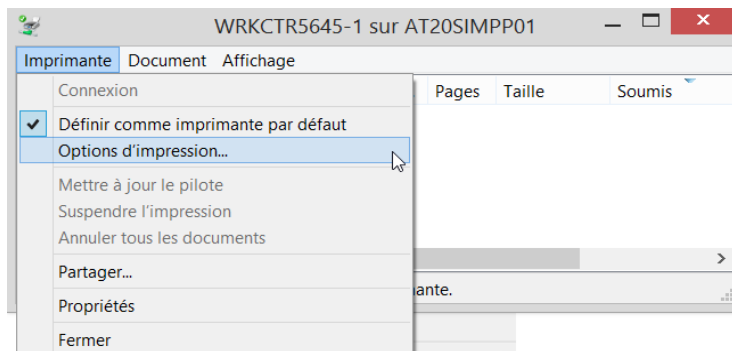 WRKCTR5645-1 sur AT20SIMPP01
Imprimante Document Affichage
Pages Taille Soumis
Connexion
Définir comme imprimante par défaut
Options d'impression...
Mettre à jour le pilote
Suspendre l'impression
Annuler tous les documents
Partager...
Propriétés
Fermer